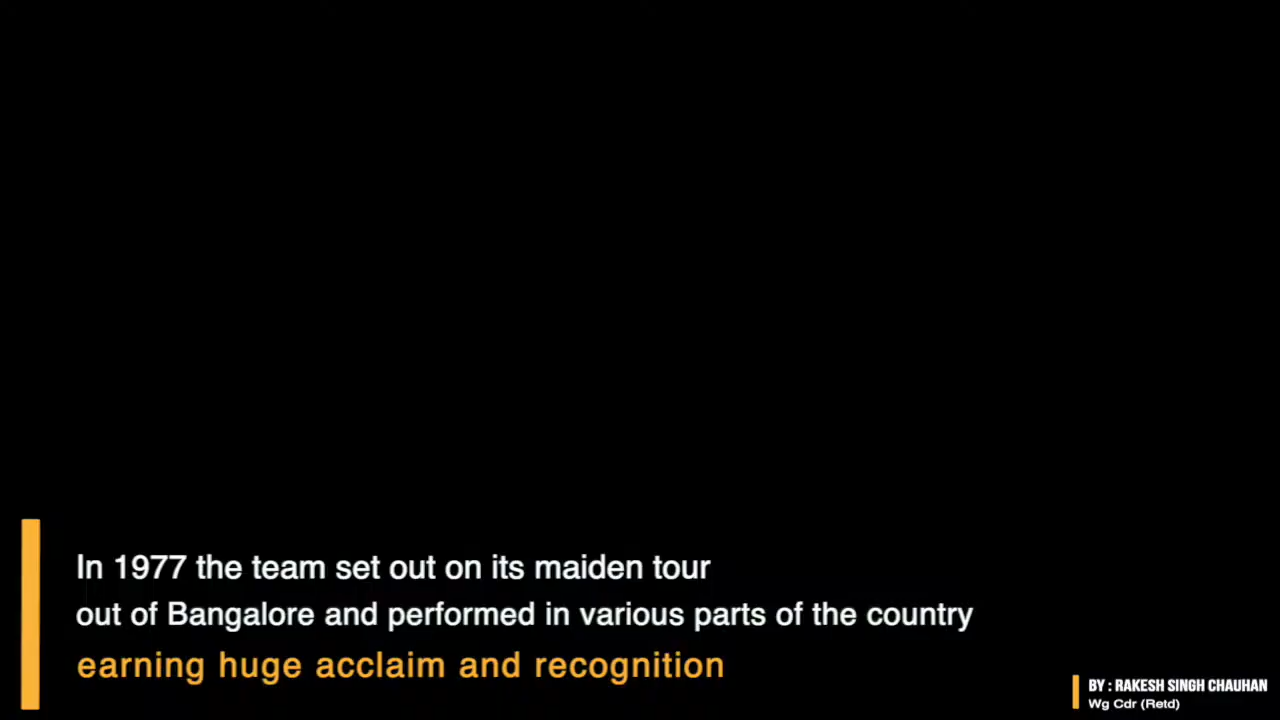 In 1977 the team set out on its maiden tour
out of Bangalore and performed in various parts of the country
earning huge acclaim and recognition
BY : RAKESH SINGH CHAUHAN
Wg Cdr (Retd)